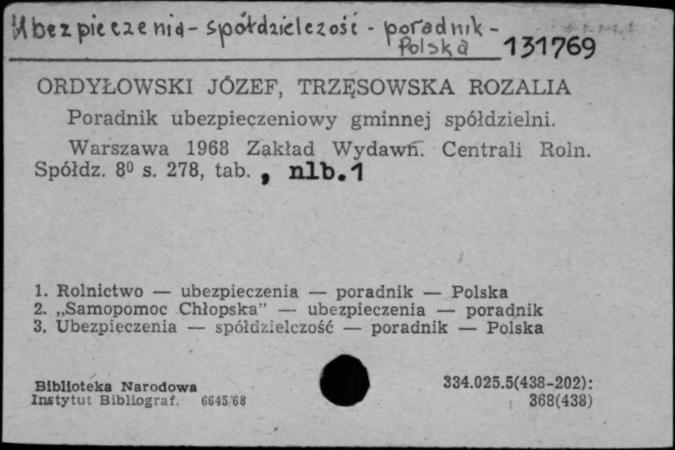 Ubezpieczenia - spółdzielczość - poradnik -
Polska
131769
ORDYŁOWSKI JÓZEF, TRZĘSOWSKA ROZALIA
Poradnik ubezpieczeniowy gminnej spółdzielni.
Warszawa 1968 Zakład Wydawn. Centrali Roln.
Spółdz. 8⁰ s. 278, tab. , nlb.1
1. Rolnictwo — ubezpieczenia — poradnik — Polska
2. „Samopomoc Chłopska” — ubezpieczenia — poradnik
3. Ubezpieczenia — spółdzielczość — poradnik — Polska
Biblioteka Narodowa
Instytut Bibliograf. 6645/68
334.025.5(438-202):
368(438)